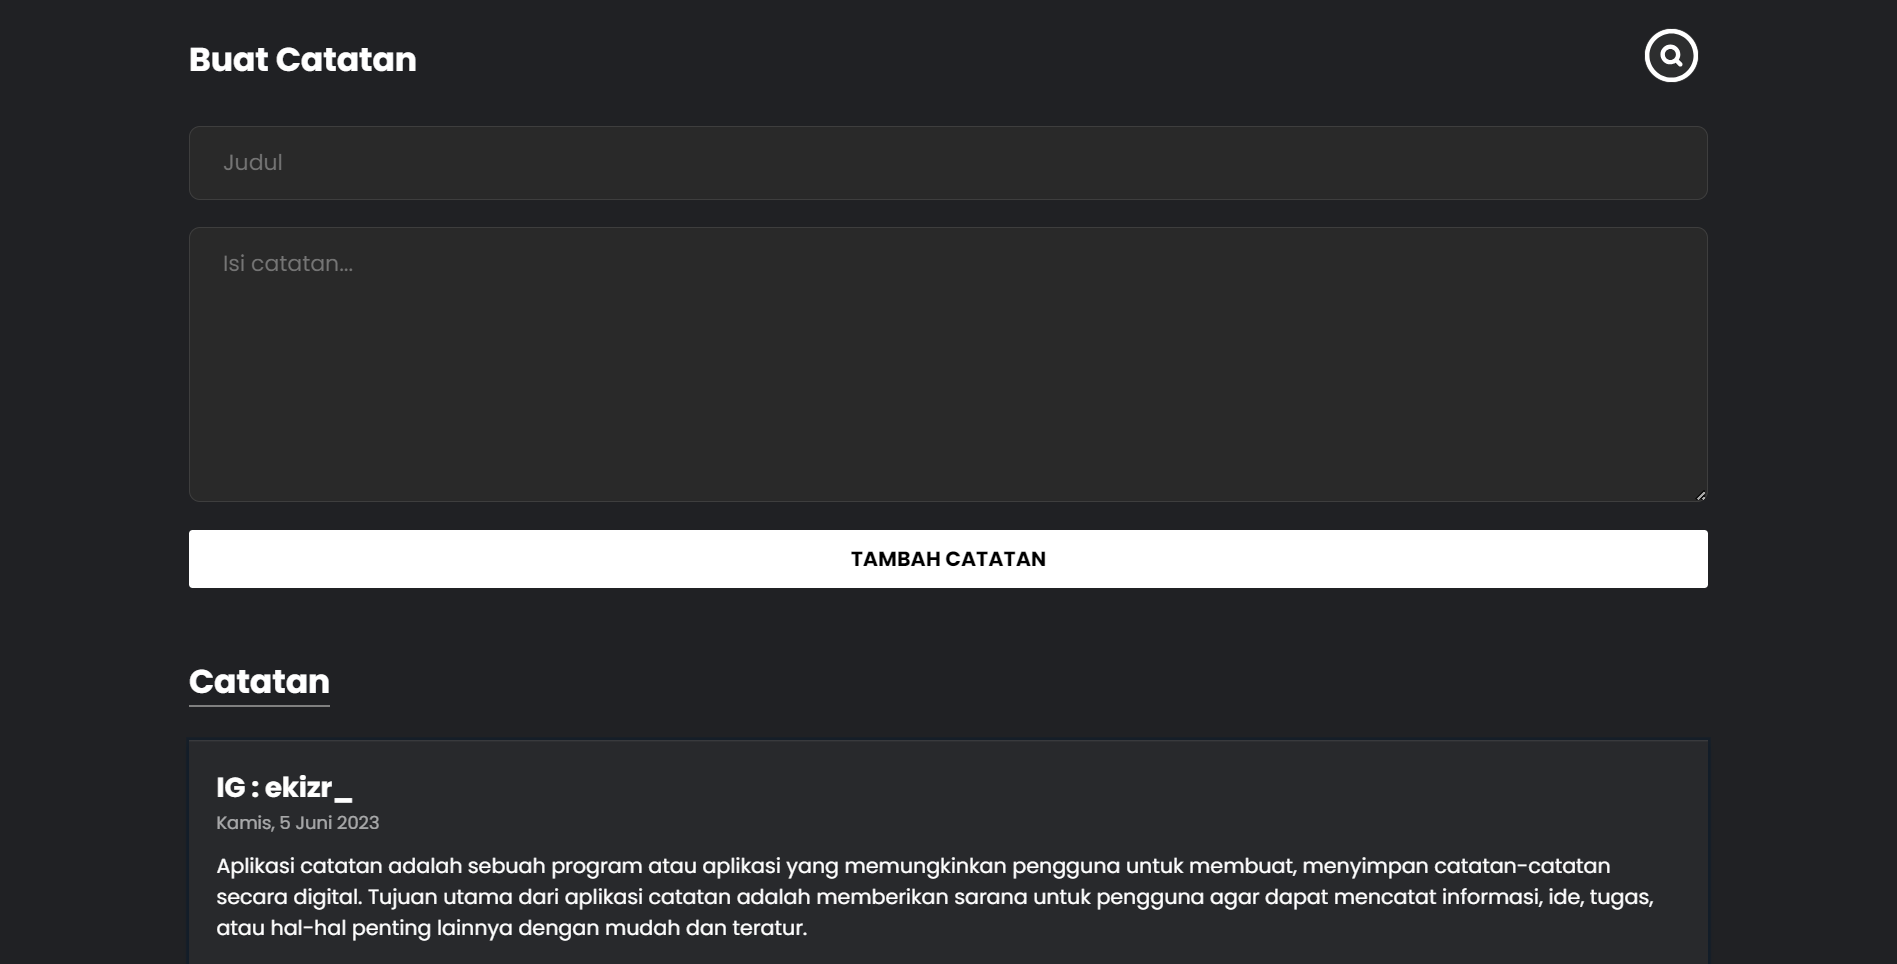 Buat Catatan
Judul
Isi catatan...
TAMBAH CATATAN
Catatan
IG : ekizr_
Kamis, 5 Juni 2023
Aplikasi catatan adalah sebuah program atau aplikasi yang memungkinkan pengguna untuk membuat, menyimpan catatan-catatan
secara digital. Tujuan utama dari aplikasi catatan adalah memberikan sarana untuk pengguna agar dapat mencatat informasi, ide, tugas,
atau hal-hal penting lainnya dengan mudah dan teratur.